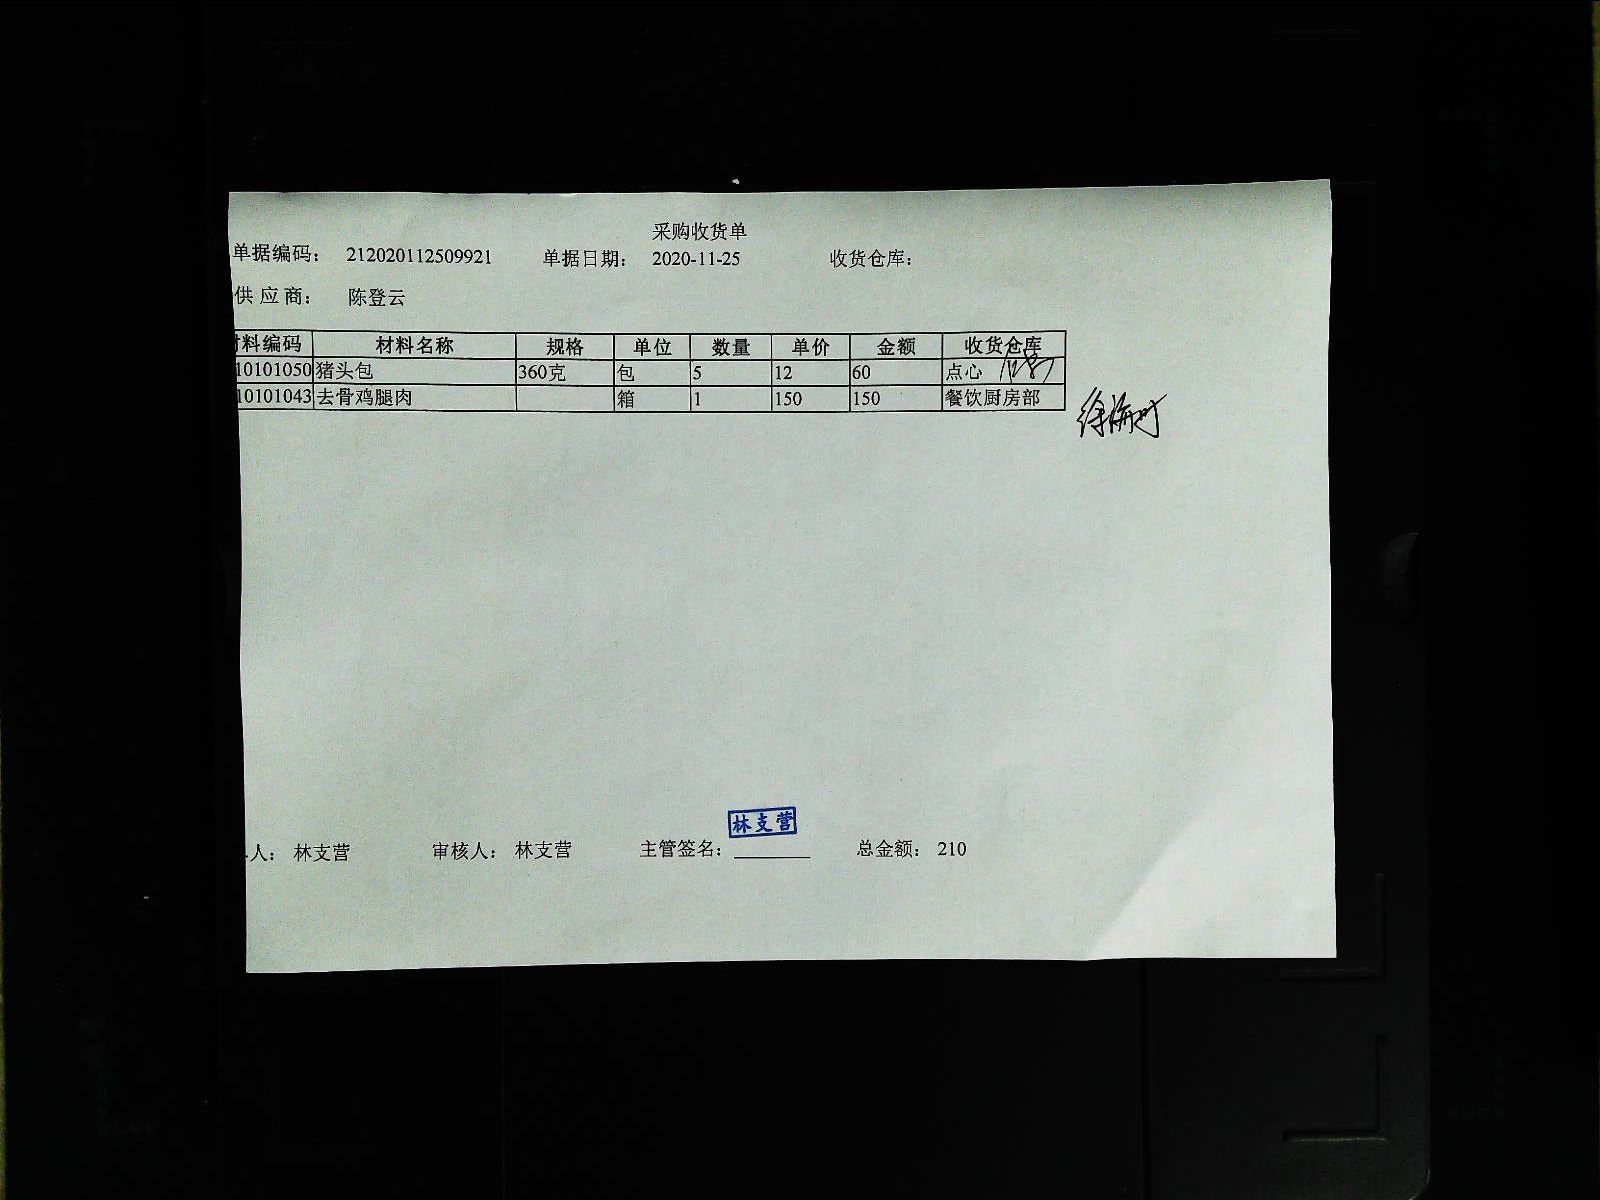 采购收货单
单据编码： 212020112509921 单据日期： 2020-11-25 收货仓库：
供 应 商： 陈登云
料编码 材料名称 规格 单位 数量 单价 金额 收货仓库
10101050 猪头包 360克 包 5 12 60 点心
10101043 去骨鸡腿肉 箱 1 150 150 餐饮厨房部
林支营
人： 林支营 审核人： 林支营 主管签名： 总金额： 210